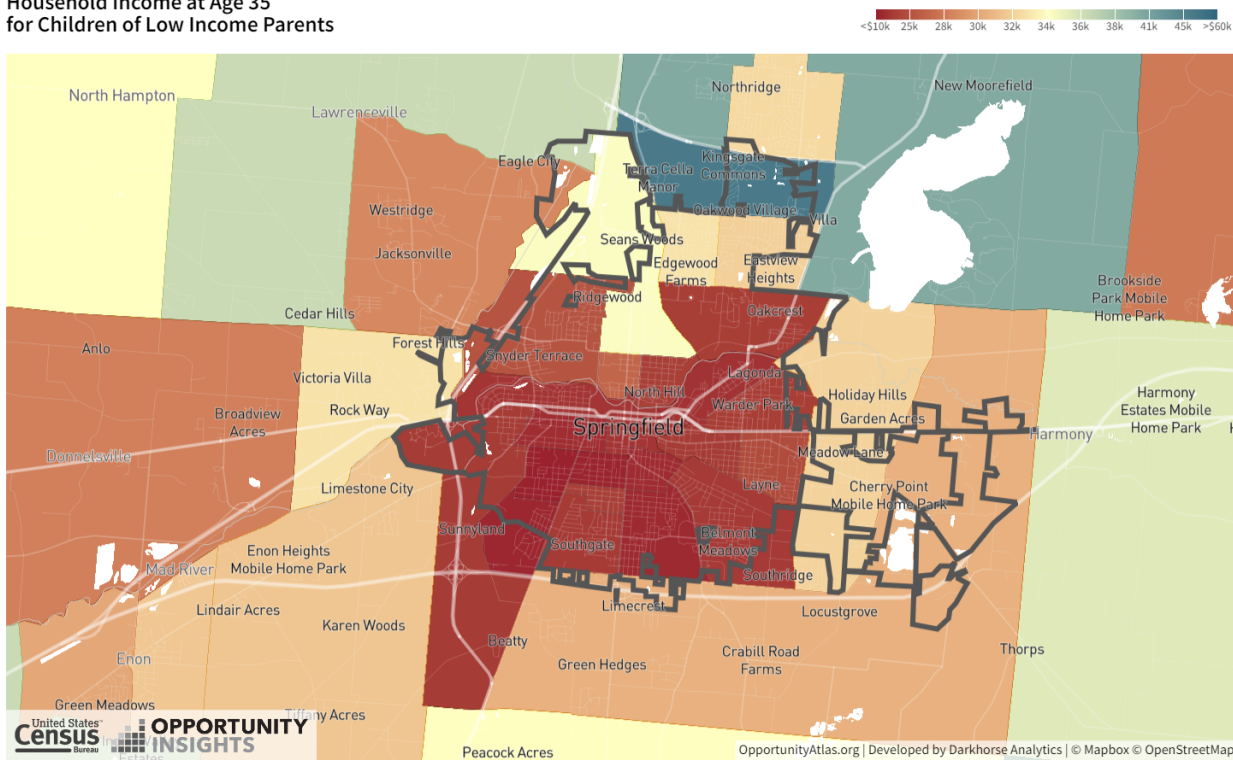 Household Income at Age 35
for Children of Low Income Parents
<$10k 25k 28k 30k 32k 34k 36k 38k 41k 45k >$60k
North Hampton
Lawrenceville
Northridge
New Moorefield
Eagle City
Terra Cella
Manor
Kingsgate
Commons
Westridge
Oakwood Village
Villa
Jacksonville
Seans Woods
Edgewood
Farms
Eastview
Heights
Brookside
Park Mobile
Home Park
Ridgewood
Oakcrest
Cedar Hills
Anlo
Forest Hills
Snyder Terrace
Victoria Villa
North Hill
Lagonda
Holiday Hills
Harmony
Estates Mobile
Home Park
Broadview
Acres
Rock Way
Warder Park
Garden Acres
Springfield
Harmony
Donnelsville
Meadow Lane
Limestone City
Layne
Cherry Point
Mobile Home Park
Sunnyland
Southgate
Belmont
Meadows
Enon Heights
Mobile Home Park
Mad River
Southridge
Lindair Acres
Limecrest
Locustgrove
Karen Woods
Beatty
Green Hedges
Crabill Road
Farms
Thorps
Enon
Green Meadows
Tiffany Acres
Estates
Peacock Acres
United States™
Census
Bureau
OPPORTUNITY
INSIGHTS
OpportunityAtlas.org | Developed by Darkhorse Analytics | © Mapbox © OpenStreetMap